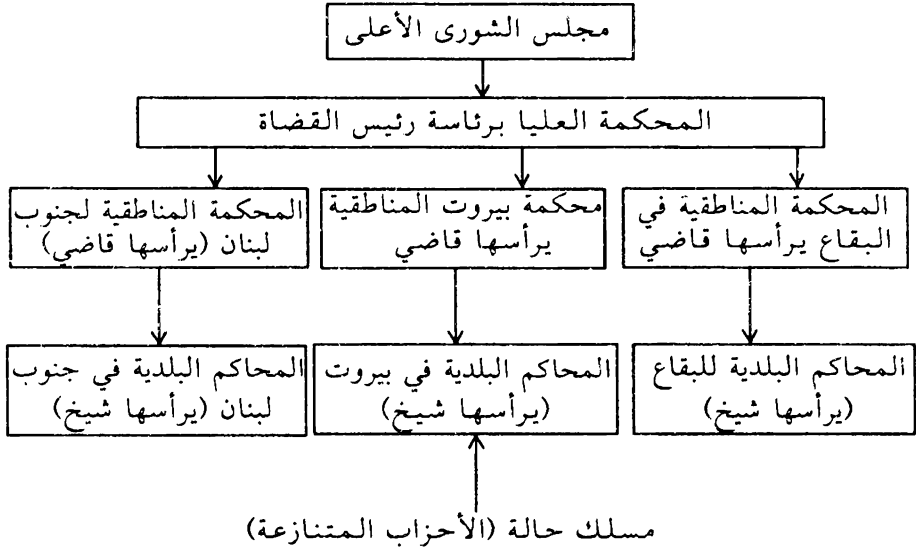 مجلس الشورى الأعلى
المحكمة العليا برئاسة رئيس القضاة
المحكمة المناطقية في
البقاع يرأسها قاضي
محكمة بيروت المناطقية
يرأسها قاضي
المحكمة المناطقية لجنوب
لبنان (يرأسها قاضي)
المحاكم البلدية للبقاع
(يرأسها شيخ)
المحاكم البلدية في بيروت
(يرأسها شيخ)
المحاكم البلدية في جنوب
لبنان (يرأسها شيخ)
مسلك حالة (الأحزاب المتنازعة)